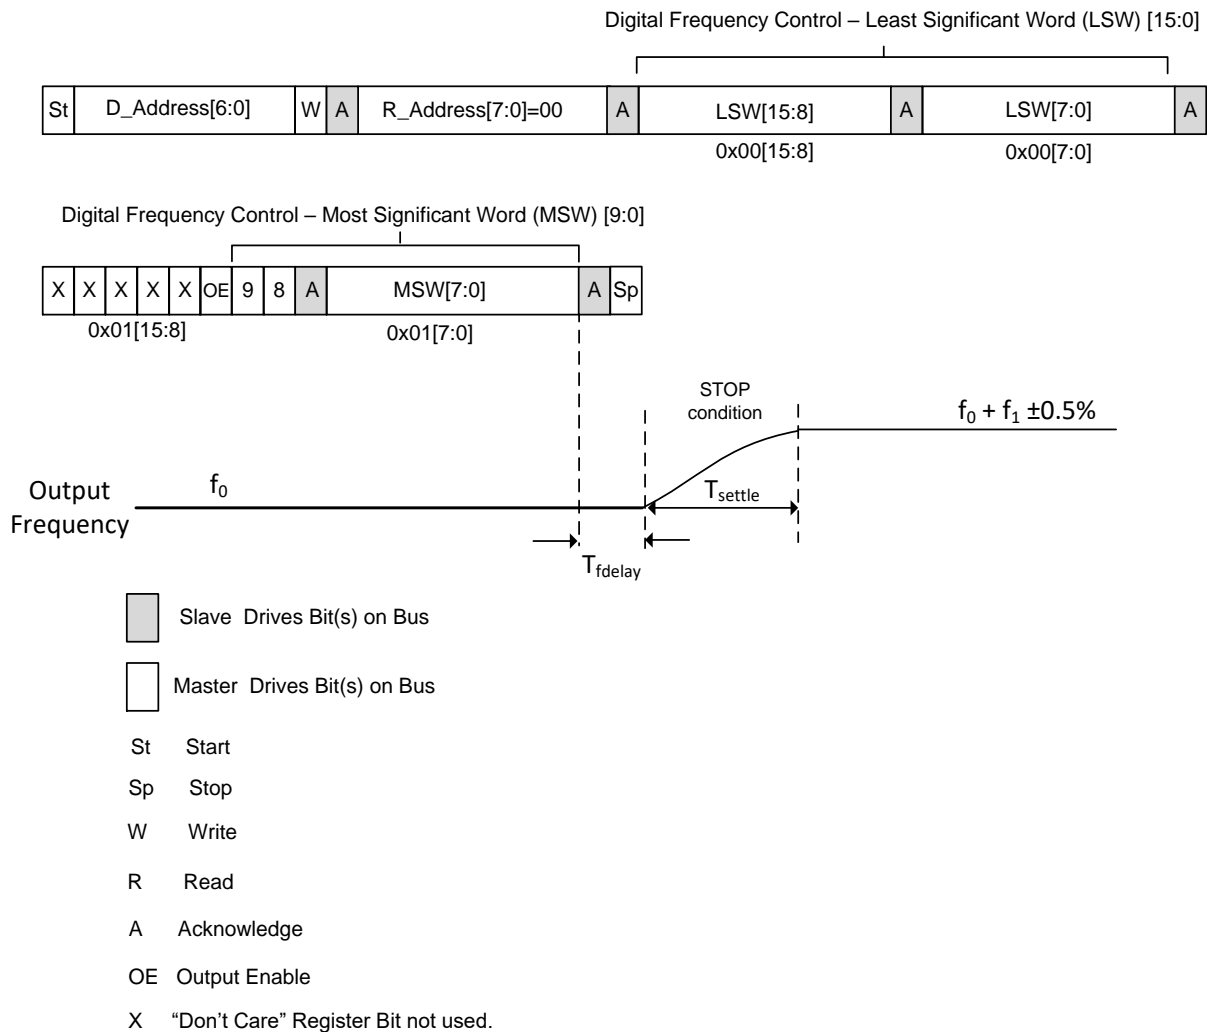 Digital Frequency Control – Least Significant Word (LSW) [15:0]
St D_Address[6:0] W A R_Address[7:0]=00 A LSW[15:8] A LSW[7:0] A
0x00[15:8] 0x00[7:0]
Digital Frequency Control – Most Significant Word (MSW) [9:0]
X X X X X OE 9 8 A MSW[7:0] A Sp
0x01[15:8] 0x01[7:0]
STOP
condition
f0 + f1 ±0.5%
f0
Output
Frequency
Tsettle
Tfdelay
Slave Drives Bit(s) on Bus
Master Drives Bit(s) on Bus
St Start
Sp Stop
W Write
R Read
A Acknowledge
OE Output Enable
X “Don’t Care” Register Bit not used.